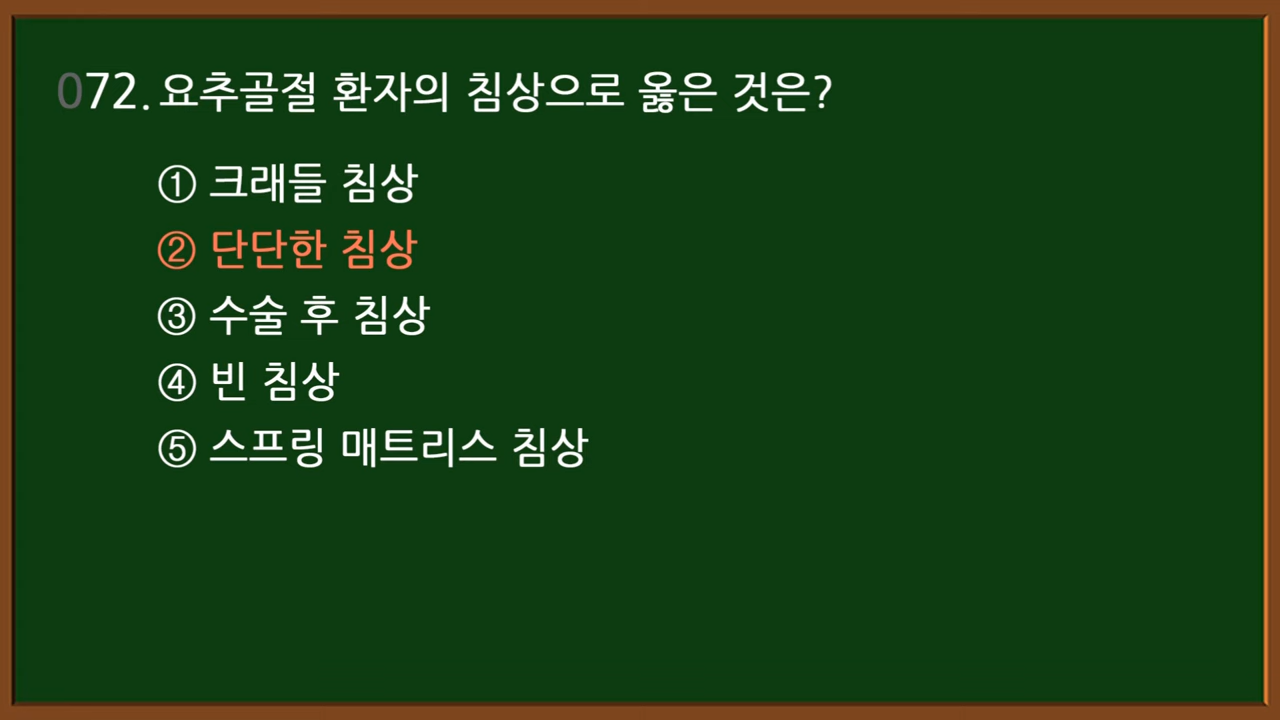 072. 요추골절 환자의 침상으로 옳은 것은?
① 크래들 침상
② 단단한 침상
③ 수술 후 침상
④ 빈 침상
⑤ 스프링 매트리스 침상